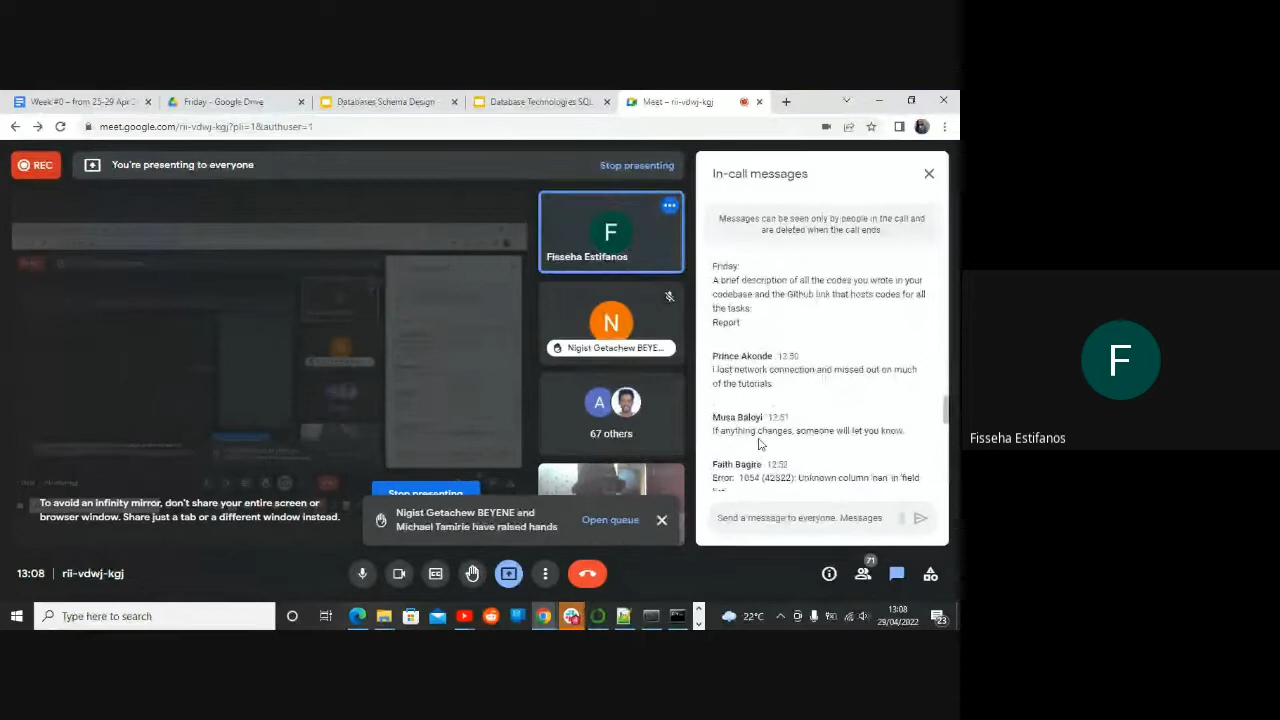 Week #0 – from 25-29 Apr 2
Friday - Google Drive
Databases Schema Design -
Database Technologies SQL
Meet – rii-vdwj-kgj
meet.google.com/rii-vdwj-kgj?pli=1&authuser=1
REC
You're presenting to everyone
Stop presenting
F
Fisseha Estifanos
N
Nigist Getachew BEYE...
A
67 others
Stop presenting
To avoid an infinity mirror, don't share your entire screen or
browser window. Share just a tab or a different window instead.
Nigist Getachew BEYENE and
Michael Tamirie have raised hands
Open queue
In-call messages
Messages can be seen only by people in the call and
are deleted when the call ends
Friday:
A brief description of all the codes you wrote in your
codebase and the Github link that hosts codes for all
the tasks:
Report
Prince Akonde 12:50
I lost network connection and missed out on much
of the tutorials
Musa Baloyi 12:51
If anything changes, someone will let you know.
Faith Bagire 12:52
Error: 1054 (42S22): Unknown column 'nan' in 'field
Send a message to everyone. Messages
13:08 | rii-vdwj-kgj
71
Type here to search
22°C
13:08
29/04/2022
23
F
Fisseha Estifanos